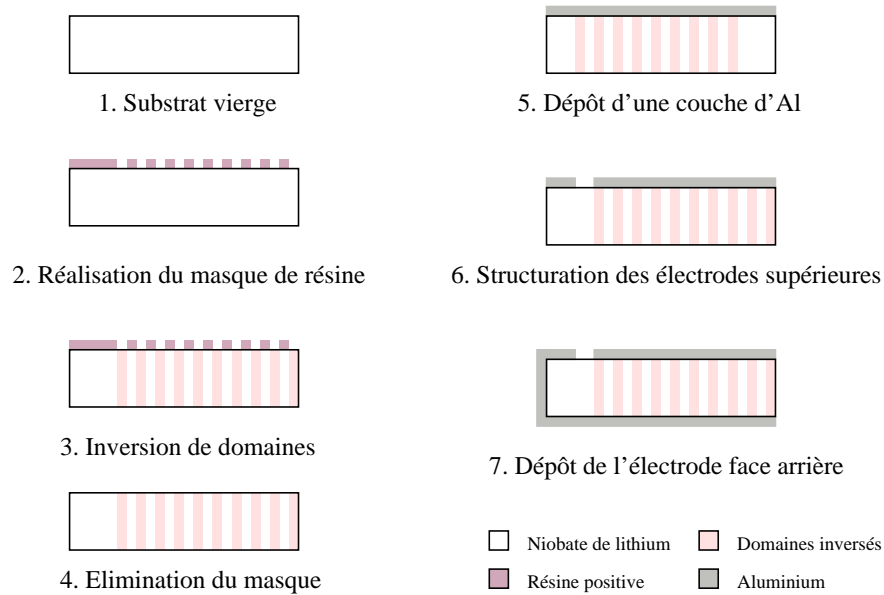 1. Substrat vierge
2. Réalisation du masque de résine
3. Inversion de domaines
4. Elimination du masque
5. Dépôt d'une couche d'Al
6. Structuration des électrodes supérieures
7. Dépôt de l'électrode face arrière
Niobate de lithium
Domaines inversés
Résine positive
Aluminium